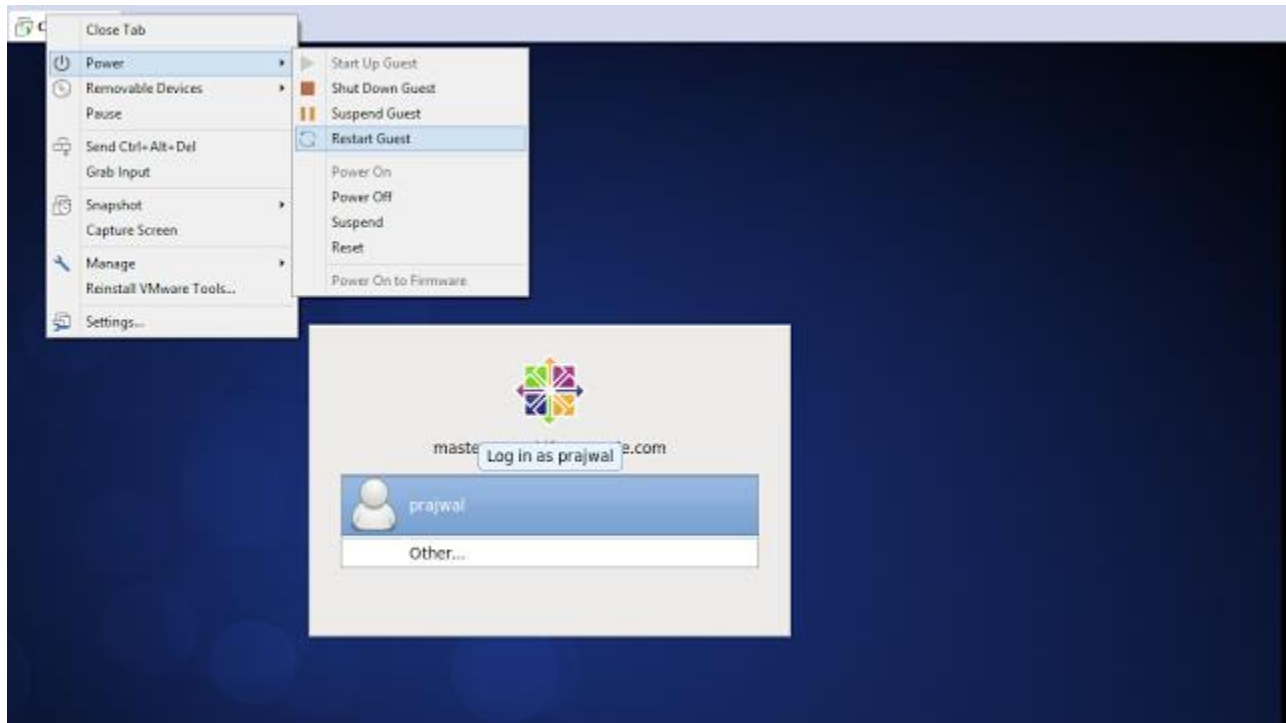 C
Close Tab
Power
Removable Devices
Pause
Send Ctrl+Alt+Del
Grab Input
Snapshot
Capture Screen
Manage
Reinstall VMware Tools...
Settings...
Start Up Guest
Shut Down Guest
Suspend Guest
Restart Guest
Power On
Power Off
Suspend
Reset
Power On to Firmware
maste e.com
Log in as prajwal
prajwal
Other...